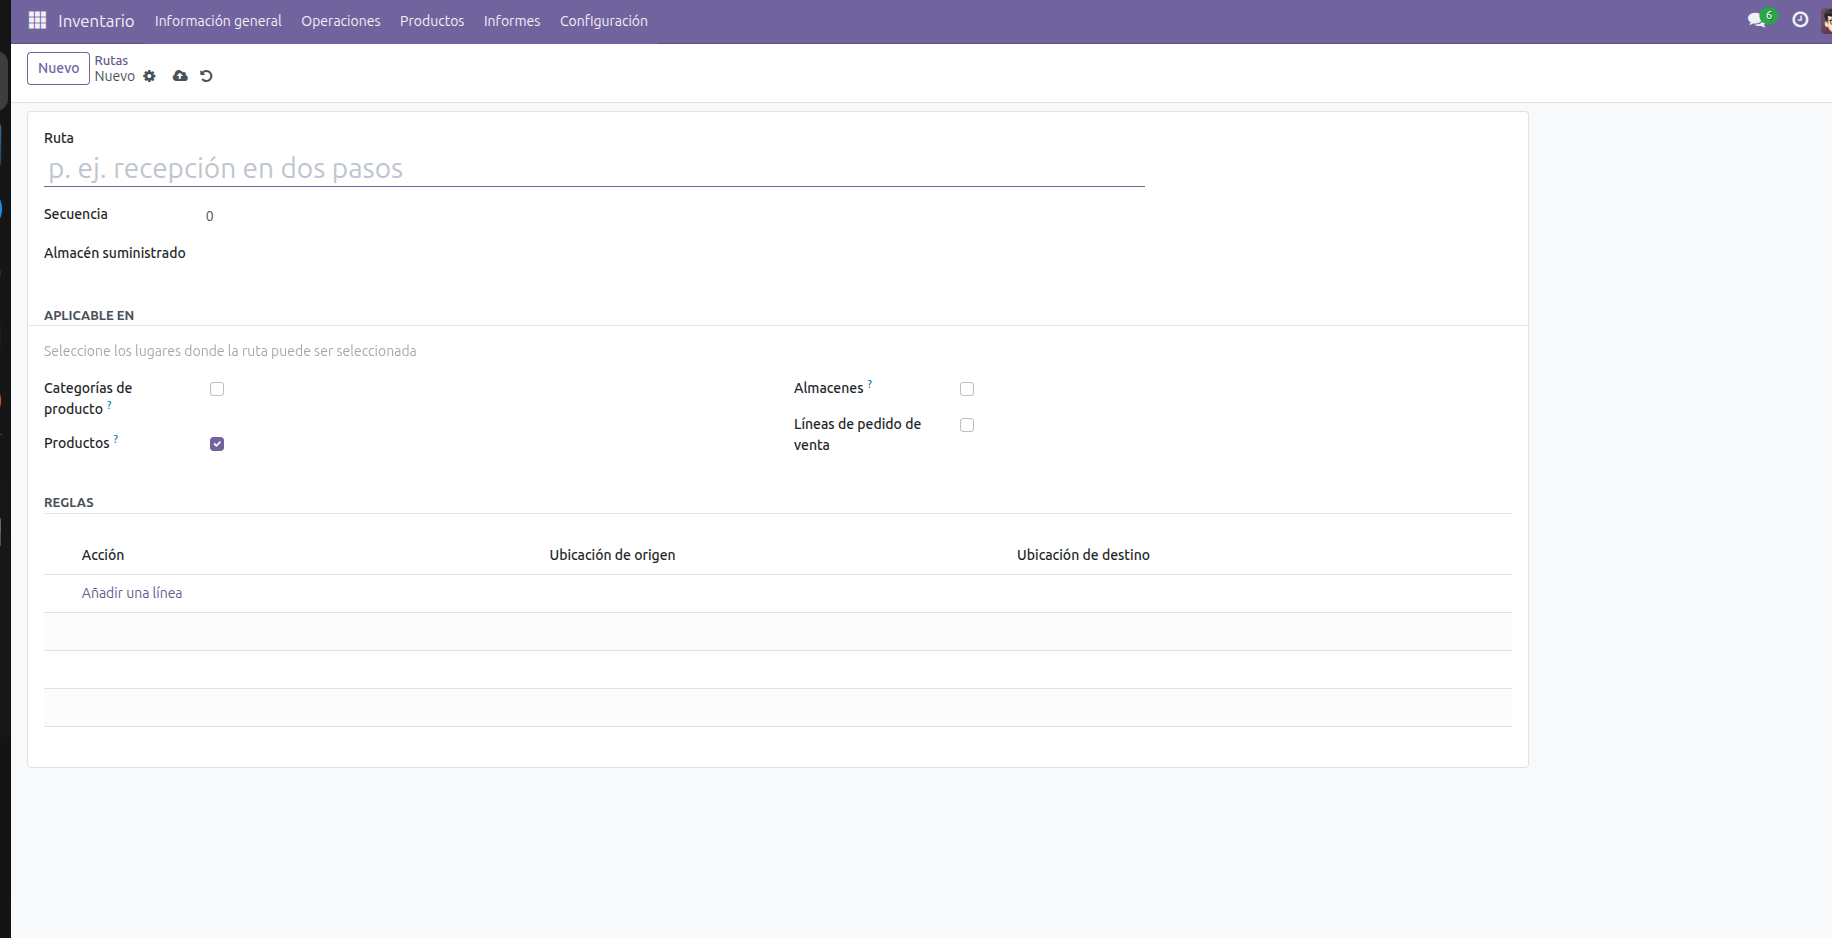 Inventario Información general Operaciones Productos Informes Configuración 6
Nuevo Rutas
Nuevo
Ruta
p. ej. recepción en dos pasos
Secuencia 0
Almacén suministrado
APLICABLE EN
Seleccione los lugares donde la ruta puede ser seleccionada
Categorías de
producto ?
Productos ?
Almacenes ?
Líneas de pedido de
venta
REGLAS
Acción Ubicación de origen Ubicación de destino
Añadir una línea